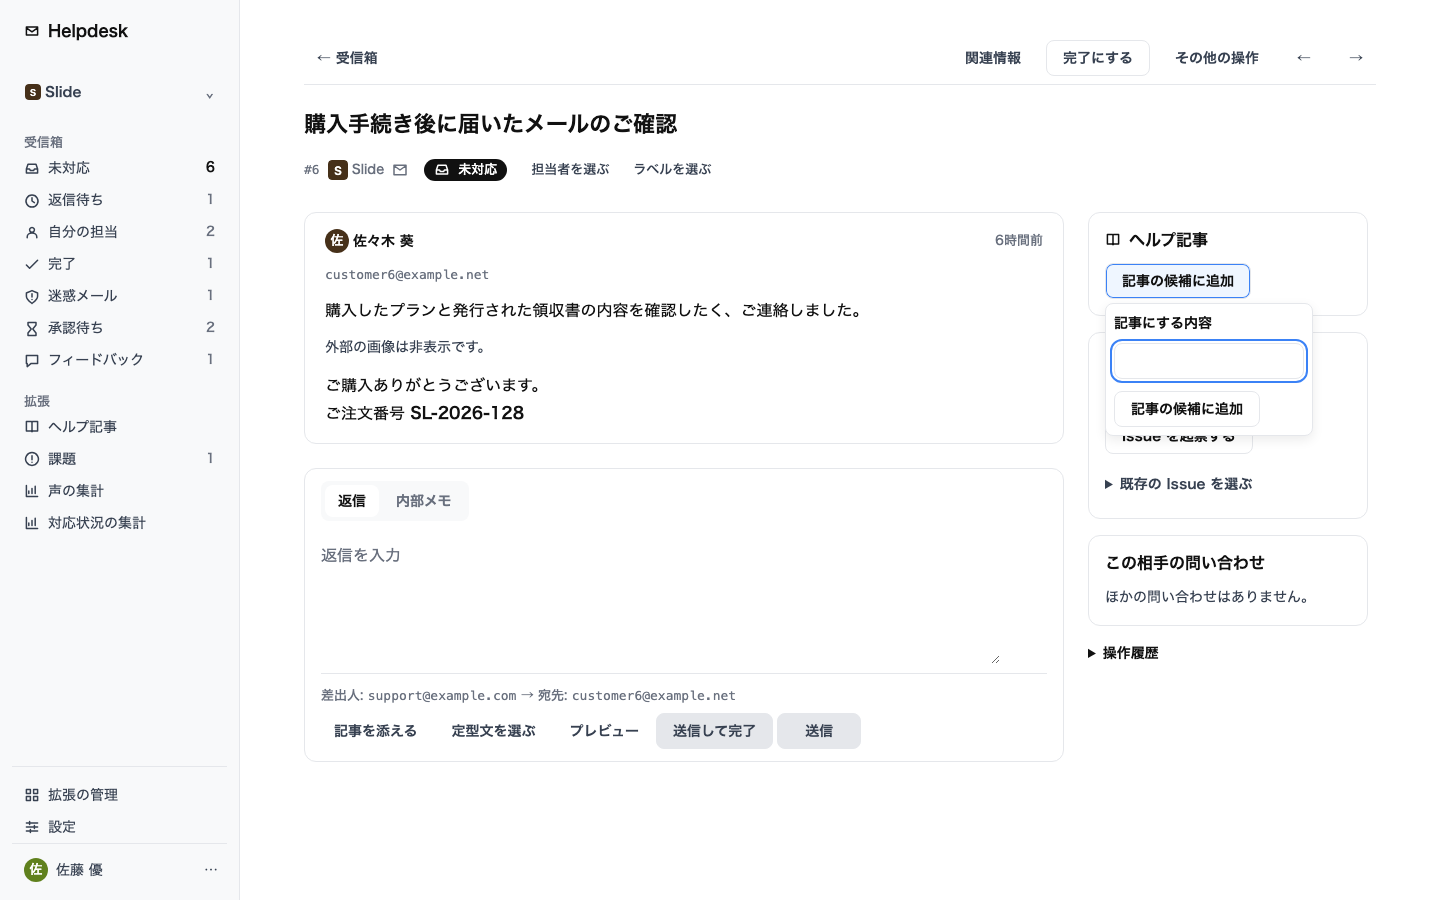 Helpdesk
S Slide
受信箱
未対応 6
返信待ち 1
自分の担当 2
完了 1
迷惑メール 1
承認待ち 2
フィードバック 1
拡張
ヘルプ記事
課題 1
声の集計
対応状況の集計
拡張の管理
設定
佐 佐藤 優 …
← 受信箱
関連情報 完了にする その他の操作 ← →
購入手続き後に届いたメールのご確認
#6 S Slide 未対応 担当者を選ぶ ラベルを選ぶ
佐 佐々木 葵 6時間前
customer6@example.net
購入したプランと発行された領収書の内容を確認したく、ご連絡しました。
外部の画像は非表示です。
ご購入ありがとうございます。
ご注文番号 SL-2026-128
返信 内部メモ
返信を入力
差出人: support@example.com → 宛先: customer6@example.net
記事を添える 定型文を選ぶ プレビュー 送信して完了 送信
ヘルプ記事
記事の候補に追加
記事にする内容
記事の候補に追加
Issue を起票する
▶ 既存の Issue を選ぶ
この相手の問い合わせ
ほかの問い合わせはありません。
▶ 操作履歴